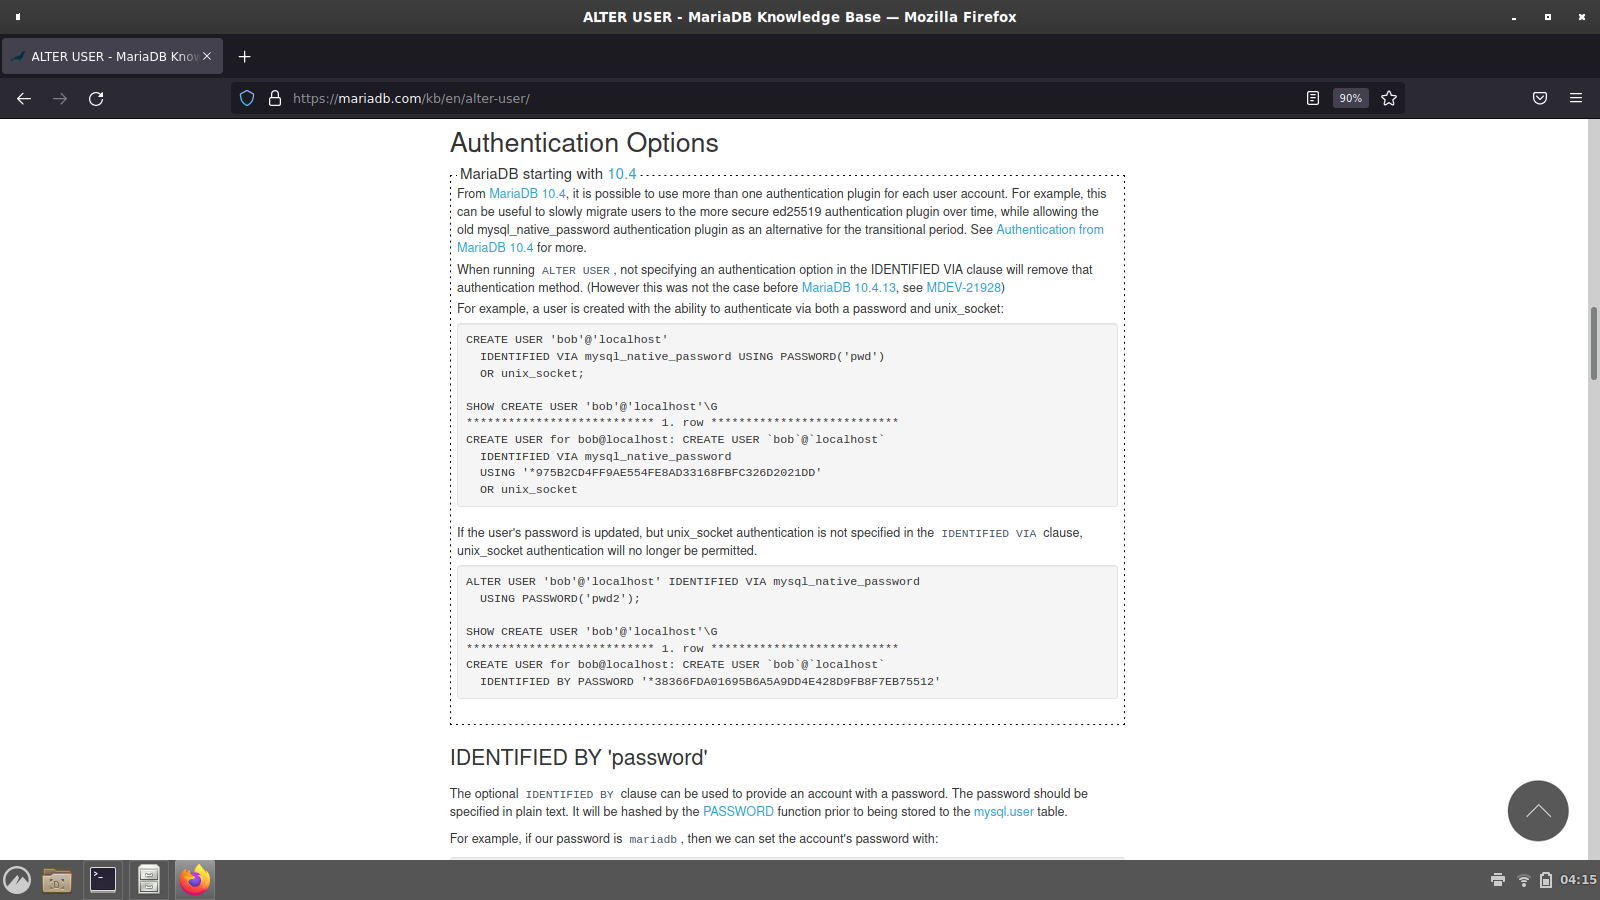 ALTER USER - MariaDB Knowledge Base — Mozilla Firefox
ALTER USER - MariaDB Know
https://mariadb.com/kb/en/alter-user/
90%
Authentication Options
MariaDB starting with 10.4
From MariaDB 10.4, it is possible to use more than one authentication plugin for each user account. For example, this
can be useful to slowly migrate users to the more secure ed25519 authentication plugin over time, while allowing the
old mysql_native_password authentication plugin as an alternative for the transitional period. See Authentication from
MariaDB 10.4 for more.
When running ALTER USER, not specifying an authentication option in the IDENTIFIED VIA clause will remove that
authentication method. (However this was not the case before MariaDB 10.4.13, see MDEV-21928)
For example, a user is created with the ability to authenticate via both a password and unix_socket:
CREATE USER 'bob'@'localhost'
  IDENTIFIED VIA mysql_native_password USING PASSWORD('pwd')
  OR unix_socket;
SHOW CREATE USER 'bob'@'localhost'\G
*************************** 1. row ***************************
CREATE USER for bob@localhost: CREATE USER `bob`@`localhost`
  IDENTIFIED VIA mysql_native_password
  USING '*975B2CD4FF9AE554FE8AD33168FBFC326D2021DD'
  OR unix_socket
If the user's password is updated, but unix_socket authentication is not specified in the IDENTIFIED VIA clause,
unix_socket authentication will no longer be permitted.
ALTER USER 'bob'@'localhost' IDENTIFIED VIA mysql_native_password
  USING PASSWORD('pwd2');
SHOW CREATE USER 'bob'@'localhost'\G
*************************** 1. row ***************************
CREATE USER for bob@localhost: CREATE USER `bob`@`localhost`
  IDENTIFIED BY PASSWORD '*38366FDA01695B6A5A9DD4E428D9FB8F7EB75512'
IDENTIFIED BY 'password'
The optional IDENTIFIED BY clause can be used to provide an account with a password. The password should be
specified in plain text. It will be hashed by the PASSWORD function prior to being stored to the mysql.user table.
For example, if our password is mariadb, then we can set the account's password with:
04:15